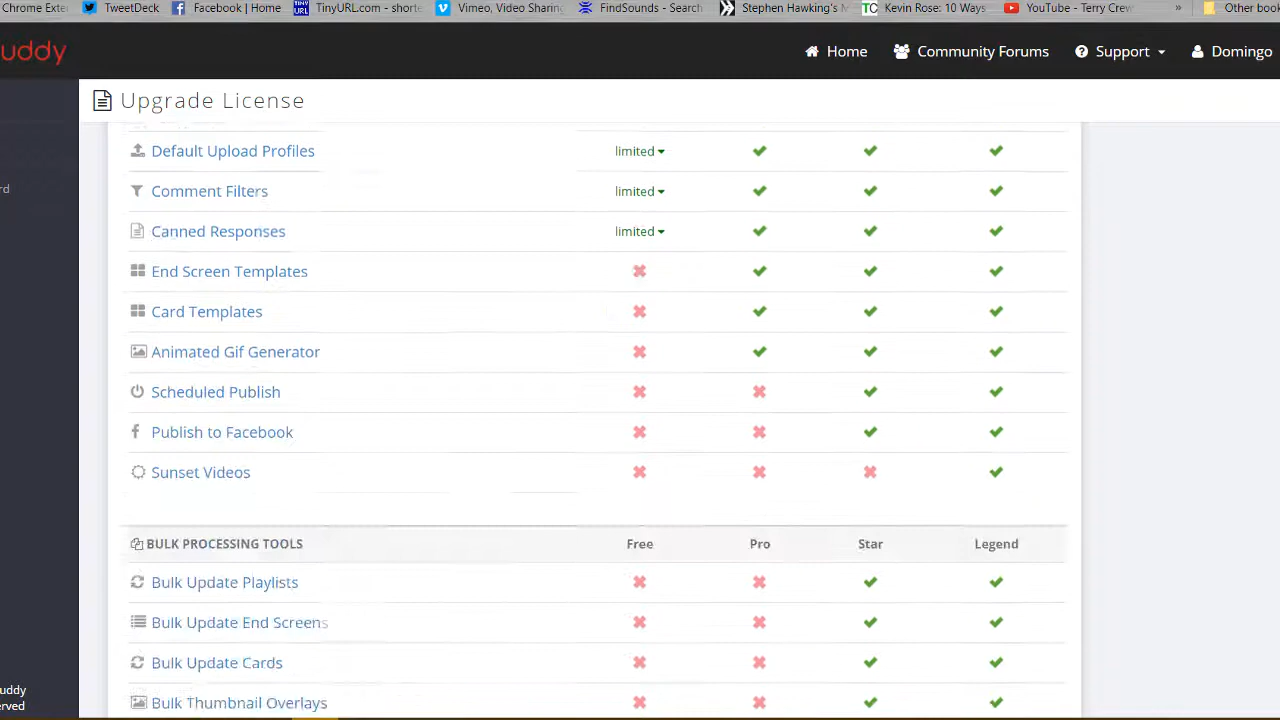 Chrome Exte TweetDeck Facebook | Home TinyURL.com - shorte Vimeo, Video Sharing FindSounds - Search Stephen Hawking's M Kevin Rose: 10 Ways YouTube - Terry Crew » Other book
uddy Home Community Forums Support Domingo
Upgrade License
Default Upload Profiles limited
Comment Filters limited
rd
Canned Responses limited
End Screen Templates
Card Templates
Animated Gif Generator
Scheduled Publish
Publish to Facebook
Sunset Videos
BULK PROCESSING TOOLS Free Pro Star Legend
Bulk Update Playlists
Bulk Update End Screens
Bulk Update Cards
uddy
Bulk Thumbnail Overlays
erved